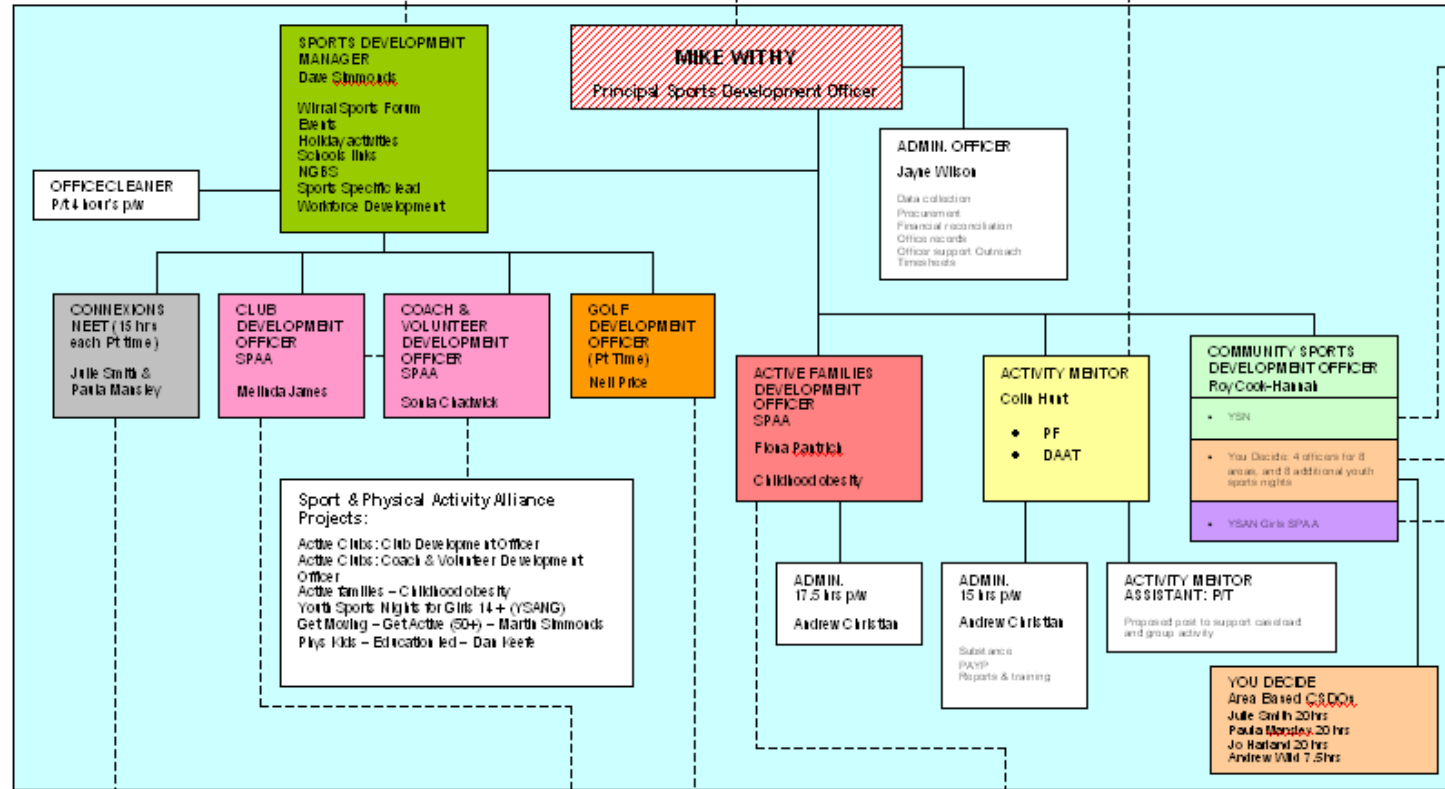 SPORTS DEVELOPMENT
MANAGER
Dave Simmonds
Wirral Sports Forum
Events
Holiday activities
Schools links
NGBS
Sports Specific lead
Workforce Development
MIKE WITHY
Principal Sports Development Officer
ADMIN. OFFICER
Jayne Wilson
Data collection
Procurement
Financial reconciliation
Office records
Officer support Outreach
Timesheets
OFFICE CLEANER
P/t 4 hour's p/w
CONNEXIONS
NEET (15 hrs
each Pt time)
Julie Smith &
Paula Mansley
CLUB
DEVELOPMENT
OFFICER
SPAA
Melinda James
COACH &
VOLUNTEER
DEVELOPMENT
OFFICER
SPAA
Sonia Chadwick
GOLF
DEVELOPMENT
OFFICER
(Pt Time)
Neil Price
ACTIVE FAMILIES
DEVELOPMENT
OFFICER
SPAA
Fiona Pantrich
Childhood obesity
ACTIVITY MENTOR
Colin Hunt
• PF
• DAAT
COMMUNITY SPORTS
DEVELOPMENT OFFICER
Roy Cook-Hannah
• YSN
• You Decide: 4 officers for 8
areas, and 8 additional youth
sports nights
• YSAN Girls SPAA
Sport & Physical Activity Alliance
Projects:
Active Clubs: Club Development Officer
Active Clubs: Coach & Volunteer Development
Officer
Active families – Childhood obesity
Youth Sports Nights for Girls 14+ (YSANG)
Get Moving – Get Active (50+) – Martin Simmonds
Phys Kids – Education led – Dan Keefe
ADMIN.
17.5 hrs p/w
Andrew Christian
ADMIN.
15 hrs p/w
Andrew Christian
Substance
PAYP
Reports & training
ACTIVITY MENTOR
ASSISTANT: P/T
Proposed post to support caseload
and group activity
YOU DECIDE
Area Based CSDOs
Julie Smith 20 hrs
Paula Mansley 20 hrs
Jo Harland 20 hrs
Andrew Wild 7.5 hrs